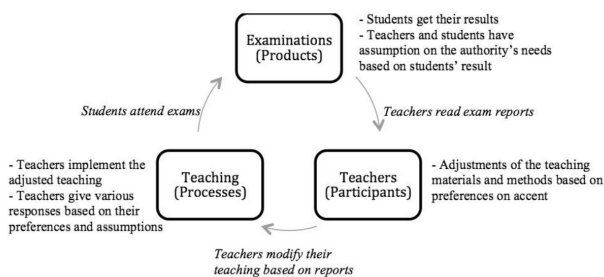 Examinations
(Products)
- Students get their results
- Teachers and students have
assumption on the authority's needs
based on students' result
Students attend exams
Teachers read exam reports
- Teachers implement the
adjusted teaching
- Teachers give various
responses based on their
preferences and assumptions
Teaching
(Processes)
Teachers
(Participants)
- Adjustments of the teaching
materials and methods based on
preferences on accent
Teachers modify their
teaching based on reports